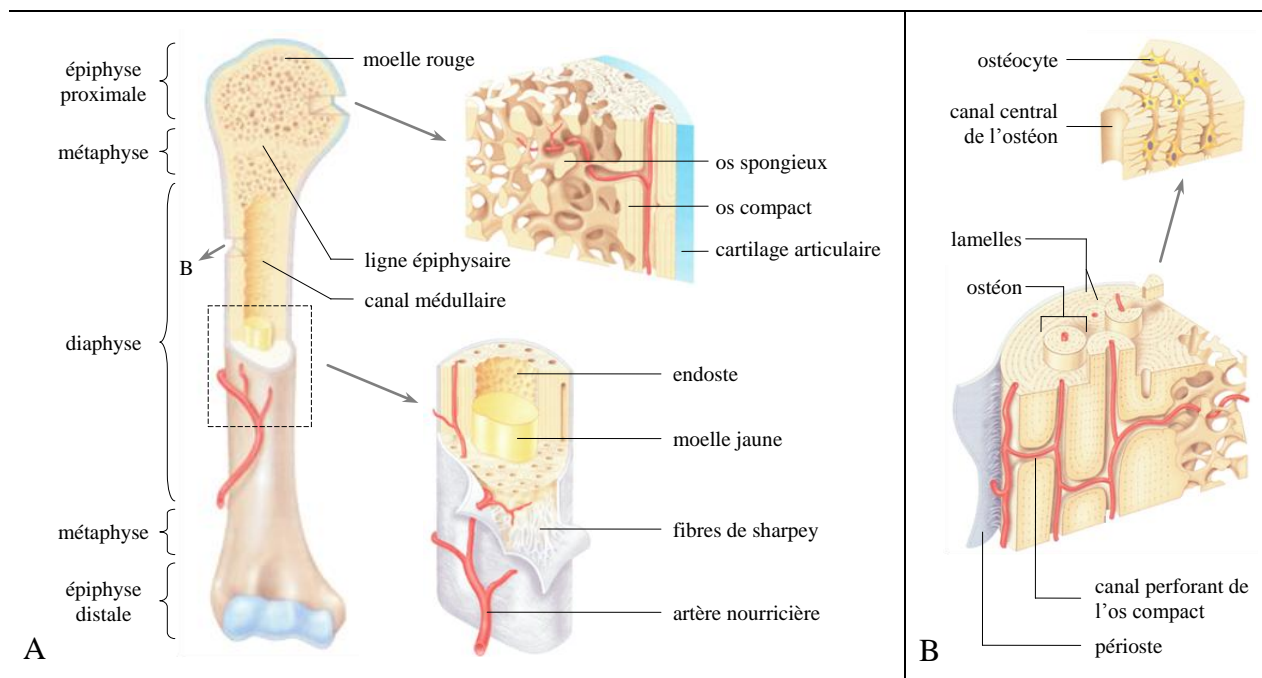 épiphyse
proximale
métaphyse
diaphyse
métaphyse
épiphyse
distale
B
moelle rouge
ligne épiphysaire
canal médullaire
os spongieux
os compact
cartilage articulaire
endoste
moelle jaune
fibres de sharpey
artère nourricière
A
ostéocyte
canal central
de l’ostéon
lamelles
ostéon
canal perforant de
l’os compact
périoste
B